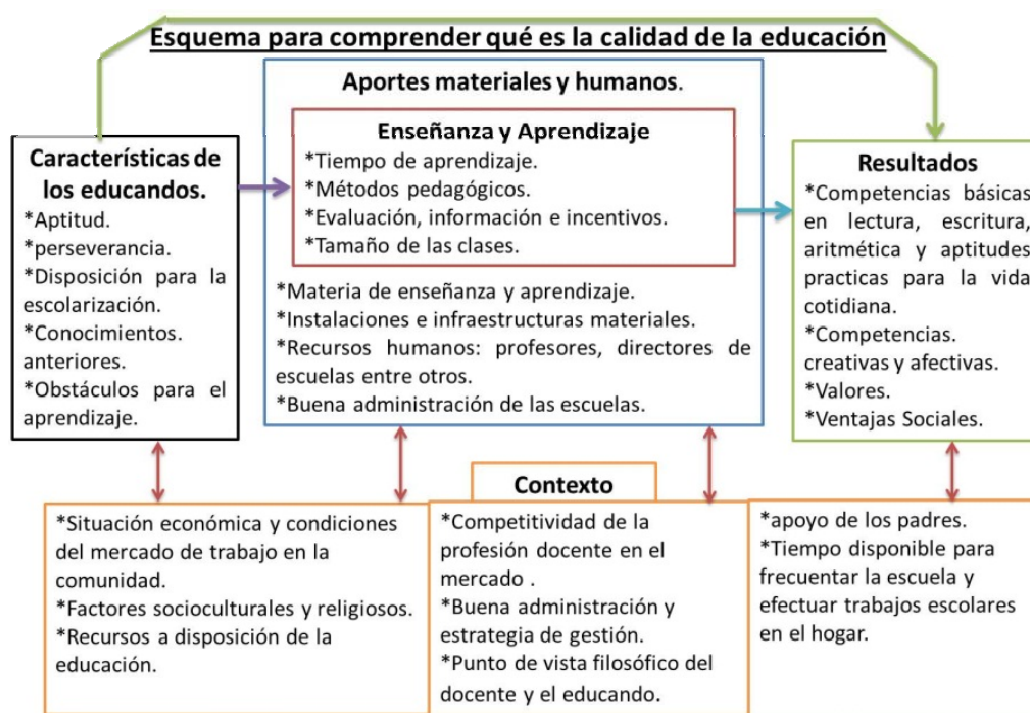 Esquema para comprender qué es la calidad de la educación
Aportes materiales y humanos.
Enseñanza y Aprendizaje
*Tiempo de aprendizaje.
*Métodos pedagógicos.
*Evaluación, información e incentivos.
*Tamaño de las clases.
*Materia de enseñanza y aprendizaje.
*Instalaciones e infraestructuras materiales.
*Recursos humanos: profesores, directores de
escuelas entre otros.
*Buena administración de las escuelas.
Características de
los educandos.
*Aptitud.
*perseverancia.
*Disposición para la
escolarización.
*Conocimientos.
anteriores.
*Obstáculos para el
aprendizaje.
Resultados
*Competencias básicas
en lectura, escritura,
aritmética y aptitudes
practicas para la vida
cotidiana.
*Competencias.
creativas y afectivas.
*Valores.
*Ventajas Sociales.
Contexto
*Situación económica y condiciones
del mercado de trabajo en la
comunidad.
*Factores socioculturales y religiosos.
*Recursos a disposición de la
educación.
*Competitividad de la
profesión docente en el
mercado .
*Buena administración y
estrategia de gestión.
*Punto de vista filosófico del
docente y el educando.
*apoyo de los padres.
*Tiempo disponible para
frecuentar la escuela y
efectuar trabajos escolares
en el hogar.